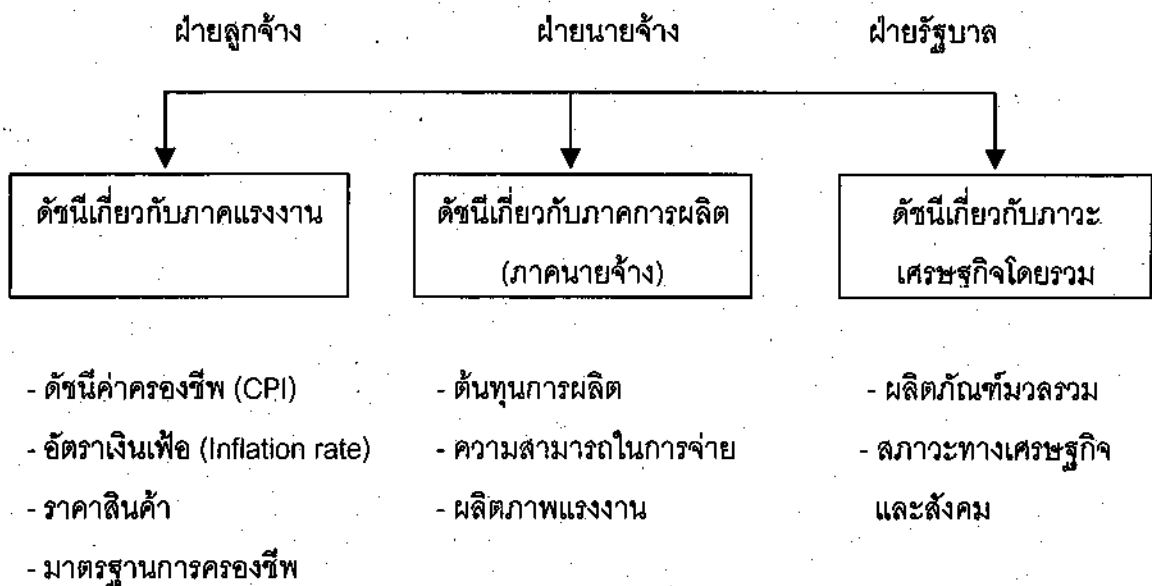 ฝ่ายลูกจ้าง
ฝ่ายนายจ้าง
ฝ่ายรัฐบาล
ดัชนีเกี่ยวกับภาคแรงงาน
ดัชนีเกี่ยวกับภาคการผลิต
(ภาคนายจ้าง)
ดัชนีเกี่ยวกับภาวะ
เศรษฐกิจโดยรวม
- ดัชนีค่าครองชีพ (CPI)
- อัตราเงินเฟ้อ (Inflation rate)
- ราคาสินค้า
- มาตรฐานการครองชีพ
- ต้นทุนการผลิต
- ความสามารถในการจ่าย
- ผลิตภาพแรงงาน
- ผลิตภัณฑ์มวลรวม
- สภาวะทางเศรษฐกิจ
และสังคม